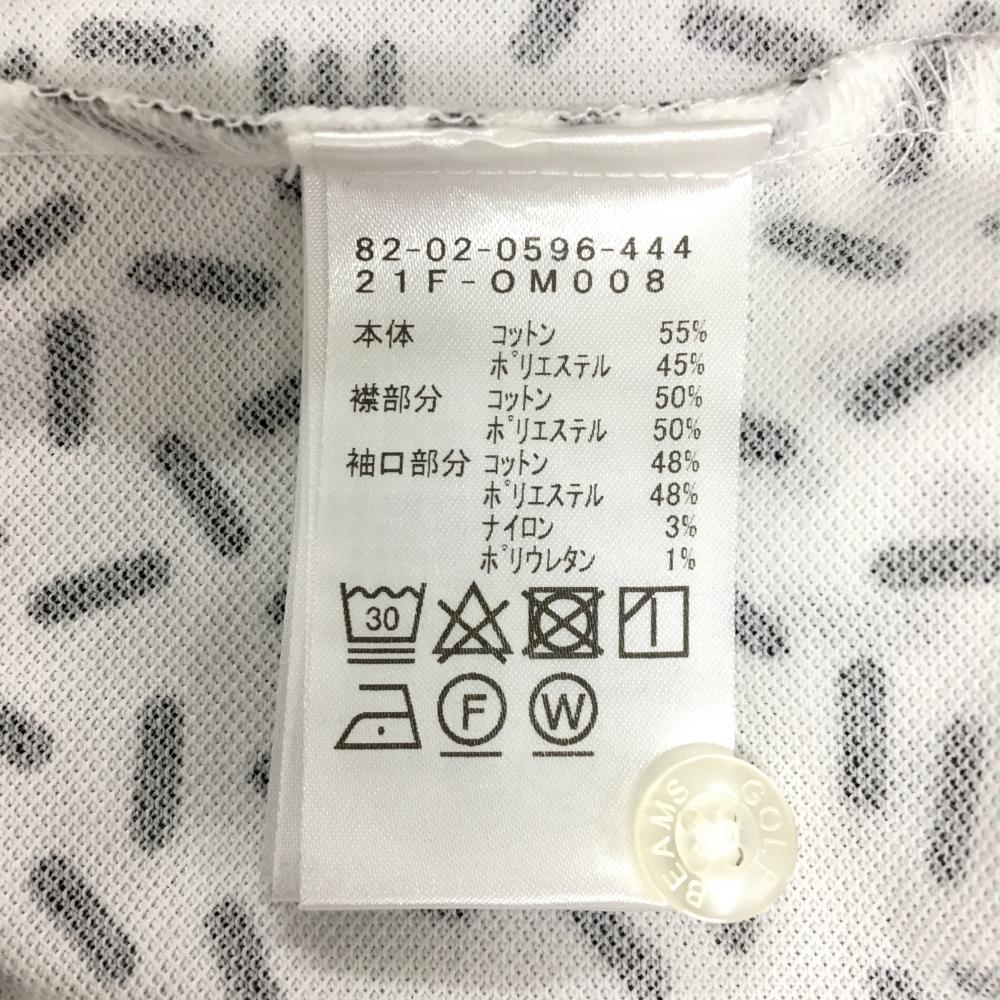 82-02-0596-444
21F-OM008
本体 コットン 55%
ポリエステル 45%
襟部分 コットン 50%
ポリエステル 50%
袖口部分 コットン 48%
ポリエステル 48%
ナイロン 3%
ポリウレタン 1%
30
F W
BEAMS GOLF